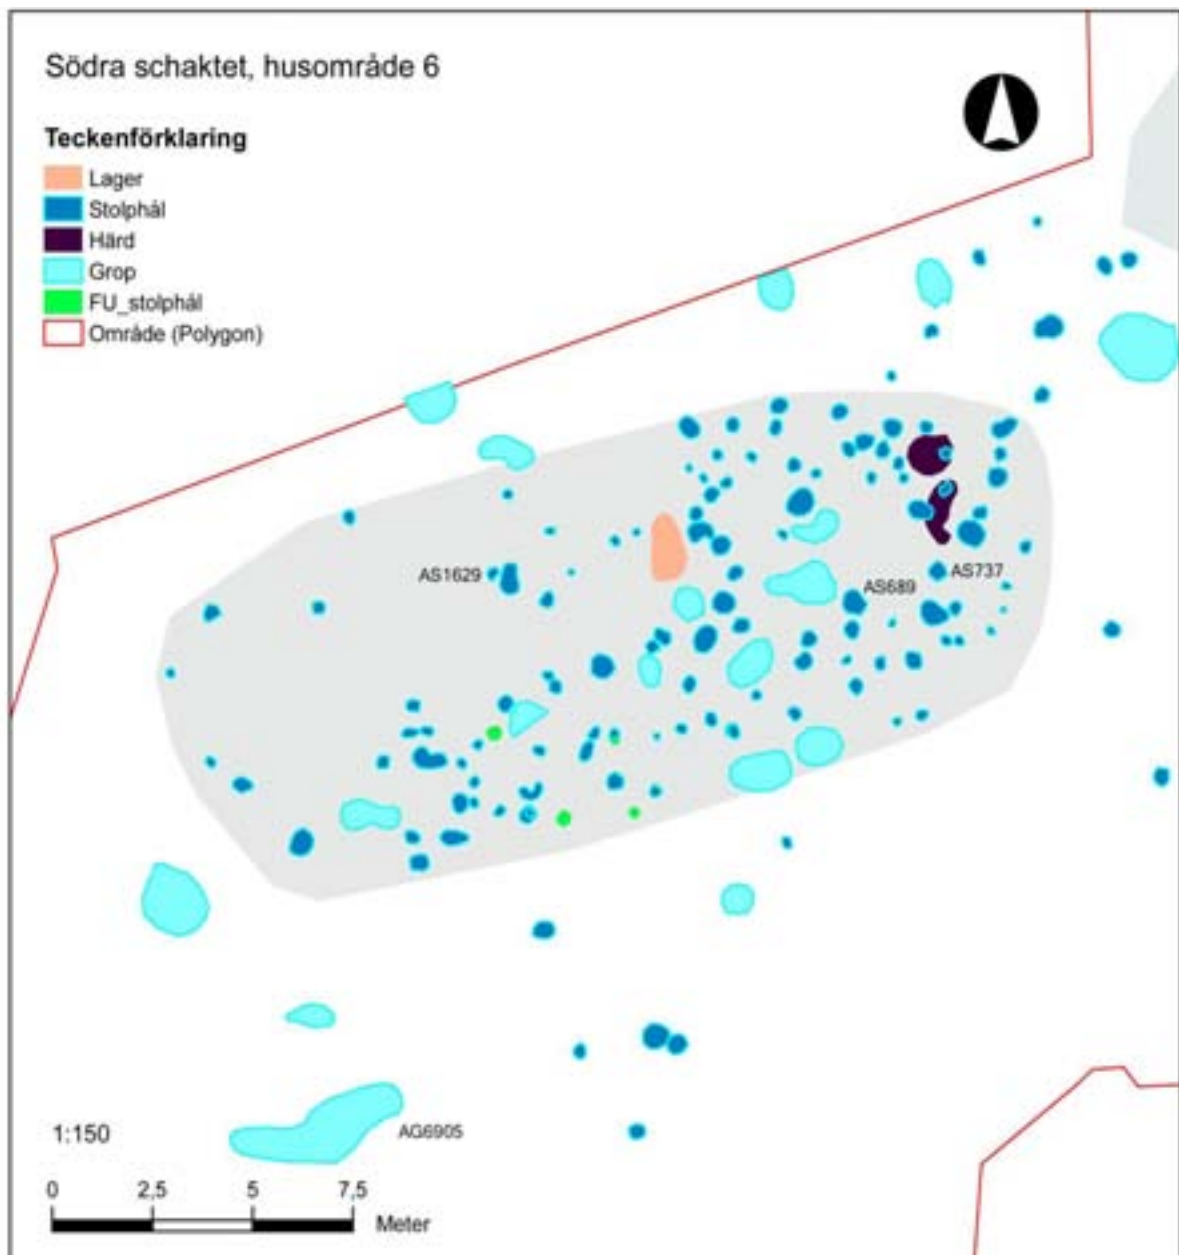 Södra schaktet, husområde 6
Teckenförklaring
Lager
Stolphål
Härd
Grop
FU_stolphål
Område (Polygon)
AS1629
AS737
AS689
AG6905
1:150
0 2,5 5 7,5
Meter